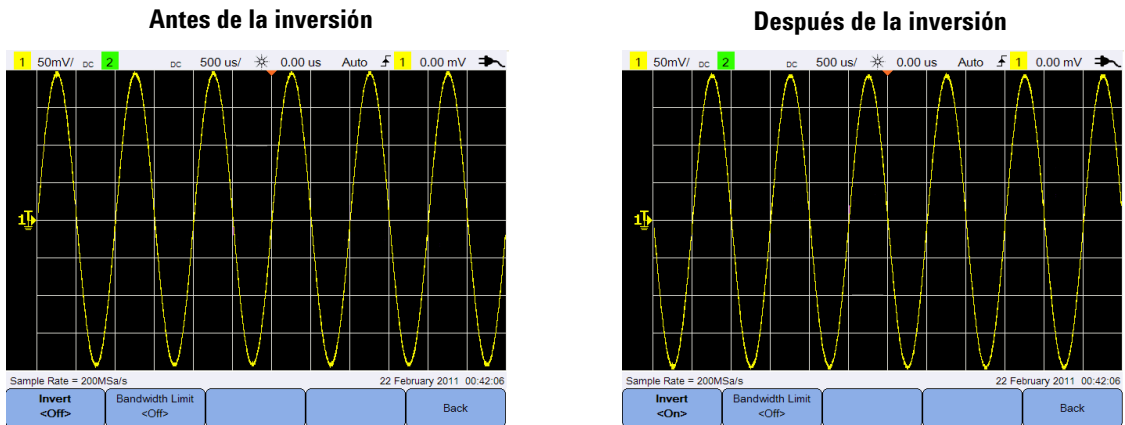 Antes de la inversión
Después de la inversión
1 50mV/ DC 2 DC 500 us/ 0.00 us Auto 1 0.00 mV
1
Sample Rate = 200MSa/s 22 February 2011 00:42:06
Invert <Off>
Bandwidth Limit <Off>
Back
1 50mV/ DC 2 DC 500 us/ 0.00 us Auto 1 0.00 mV
1
Sample Rate = 200MSa/s 22 February 2011 00:42:06
Invert <On>
Bandwidth Limit <Off>
Back